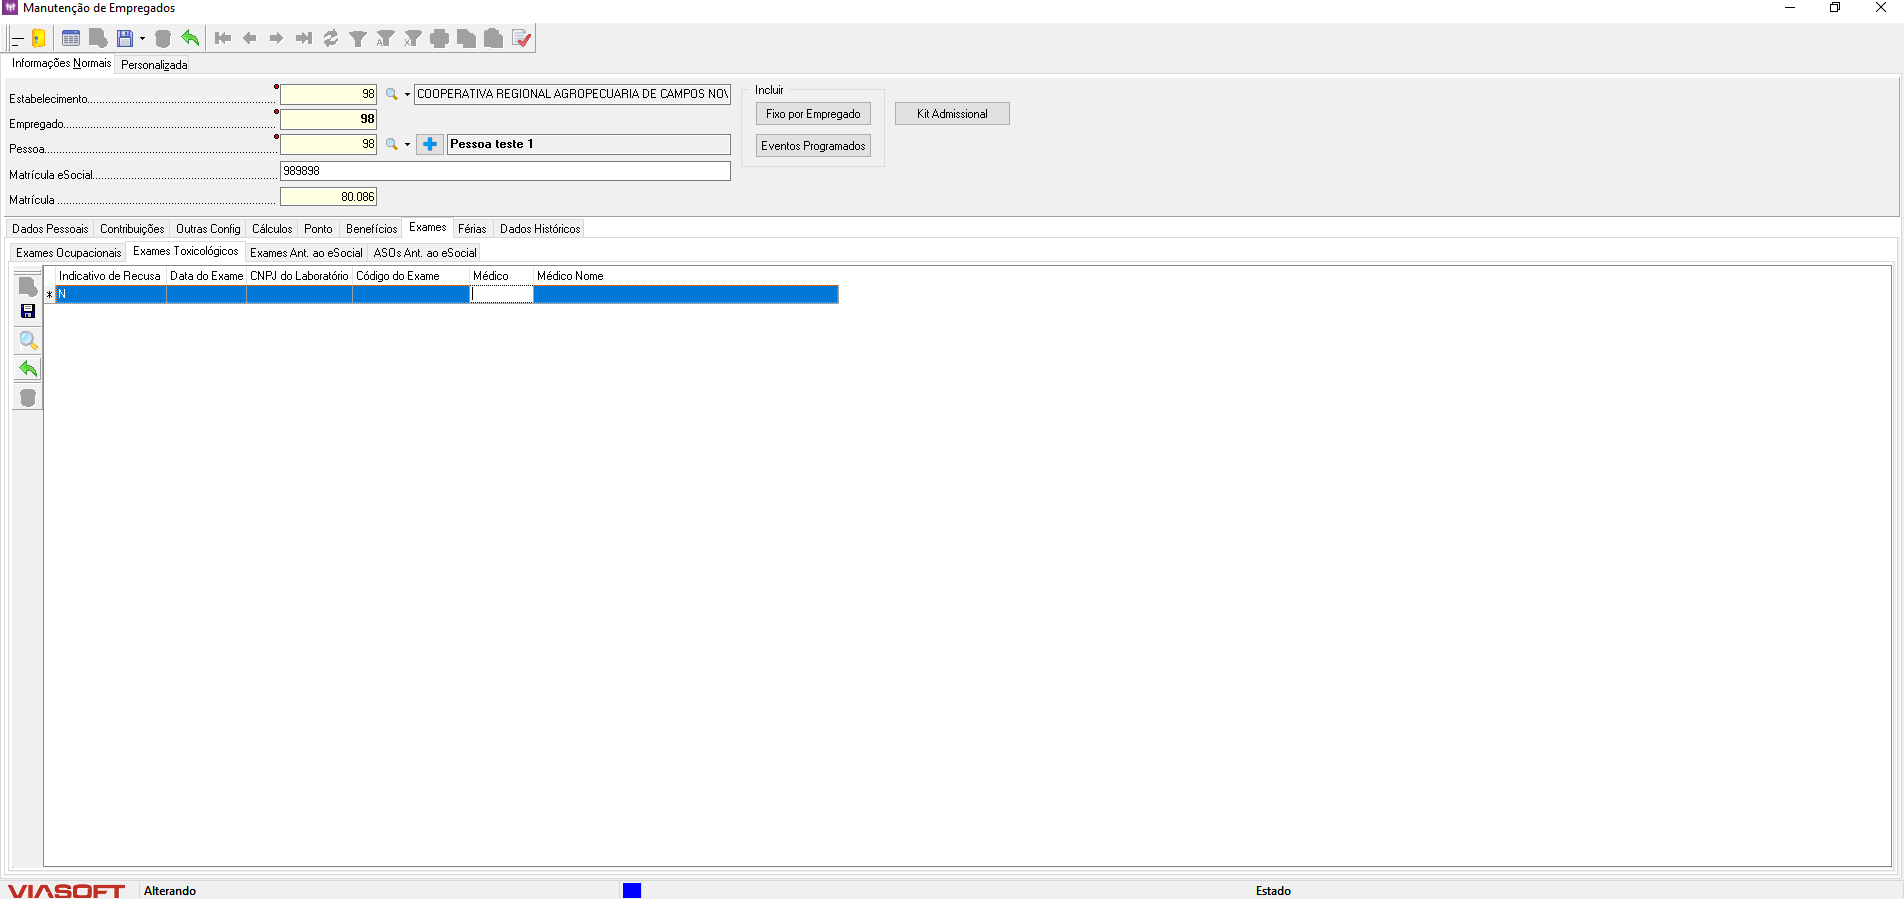 Manutenção de Empregados
Informações Normais Personalizada
Estabelecimento 98 COOPERATIVA REGIONAL AGROPECUARIA DE CAMPOS NOV
Empregado 98
Pessoa 98 Pessoa teste 1
Matrícula eSocial 989898
Matrícula 80.086
Incluir
Fixo por Empregado Kit Admissional
Eventos Programados
Dados Pessoais Contribuições Outras Config Cálculos Ponto Benefícios Exames Férias Dados Históricos
Exames Ocupacionais Exames Toxicológicos Exames Ant. ao eSocial ASOs Ant. ao eSocial
Indicativo de Recusa Data do Exame CNPJ do Laboratório Código do Exame Médico Médico Nome
* N
VIASOFT Alterando Estado